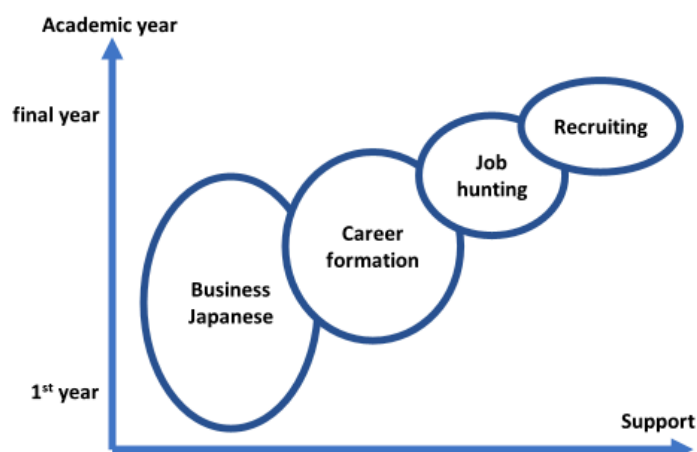 Academic year
final year
Recruiting
Job
hunting
Career
formation
Business
Japanese
1st year
Support